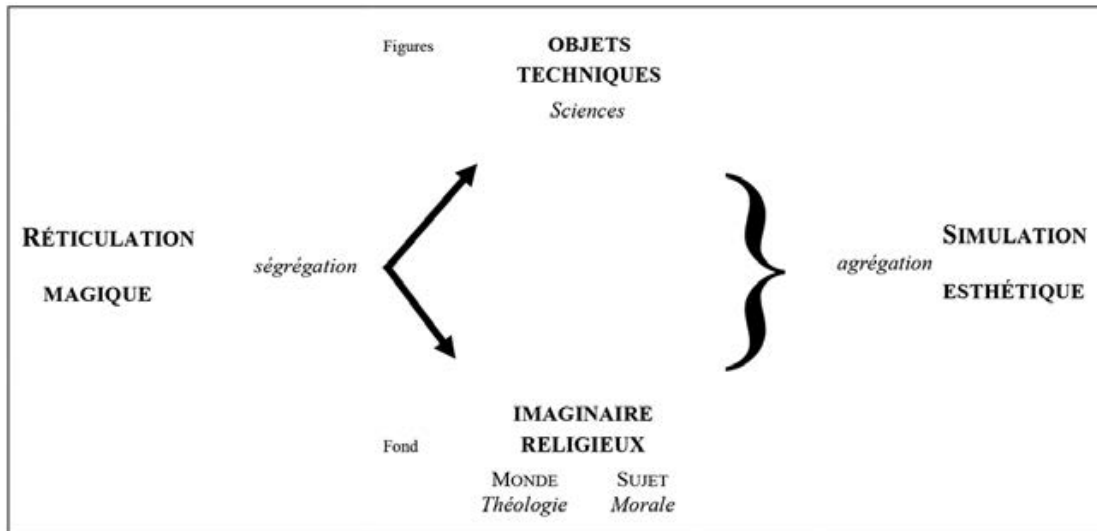 Figures
OBJETS
TECHNIQUES
Sciences
RÉTICULATION
MAGIQUE
ségrégation
agrégation
SIMULATION
ESTHÉTIQUE
Fond
IMAGINAIRE
RELIGIEUX
MONDE SUJET
Théologie Morale